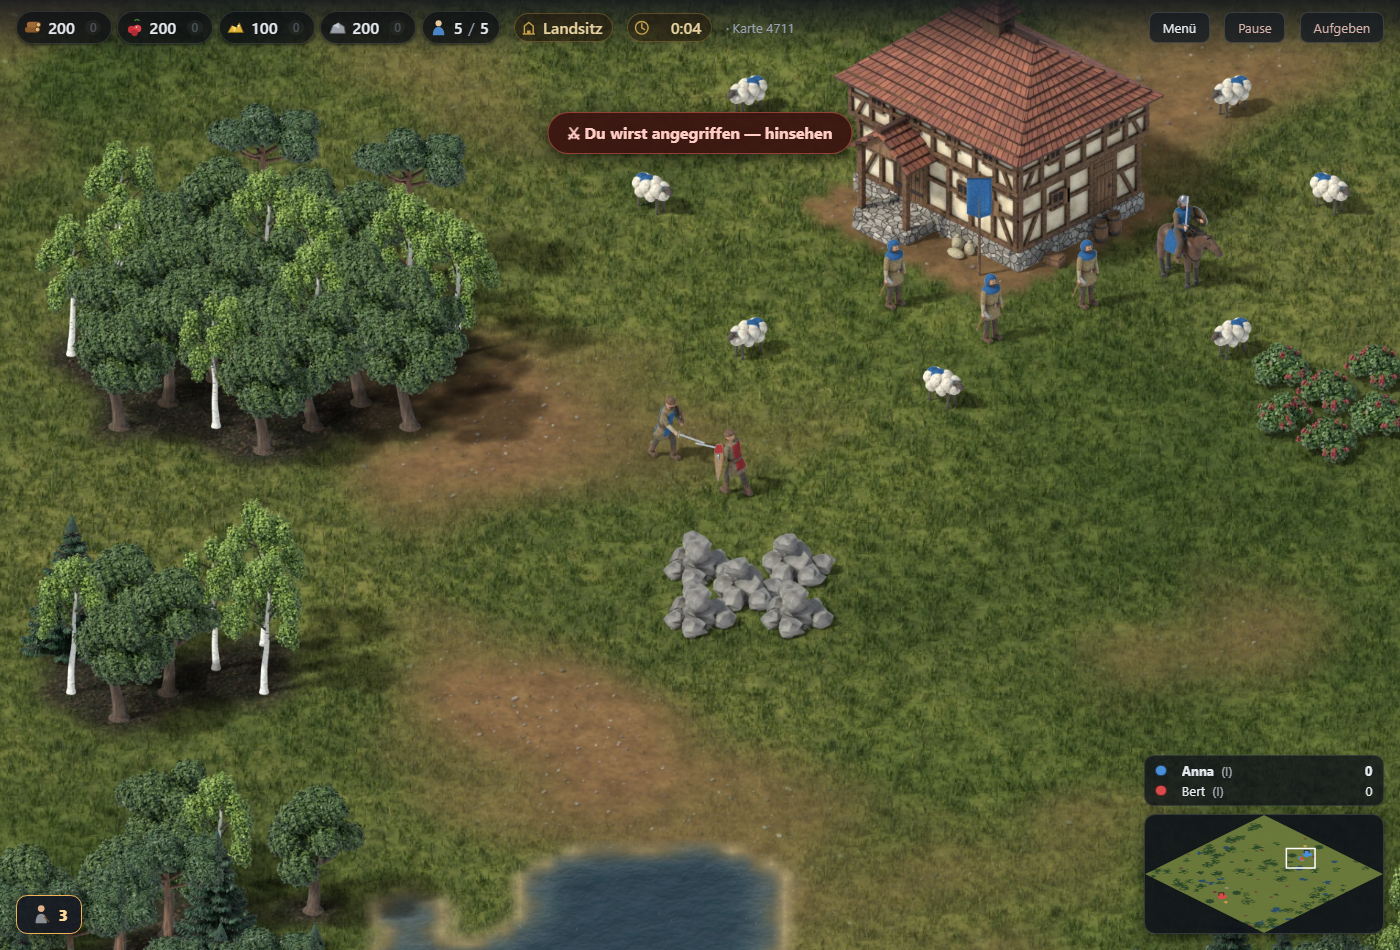 200 0 200 0 100 0 200 0 5 / 5 Landsitz 0:04 · Karte 4711 Menü Pause Aufgeben
⚔ Du wirst angegriffen — hinsehen
Anna (I) 0
Bert (I) 0
3